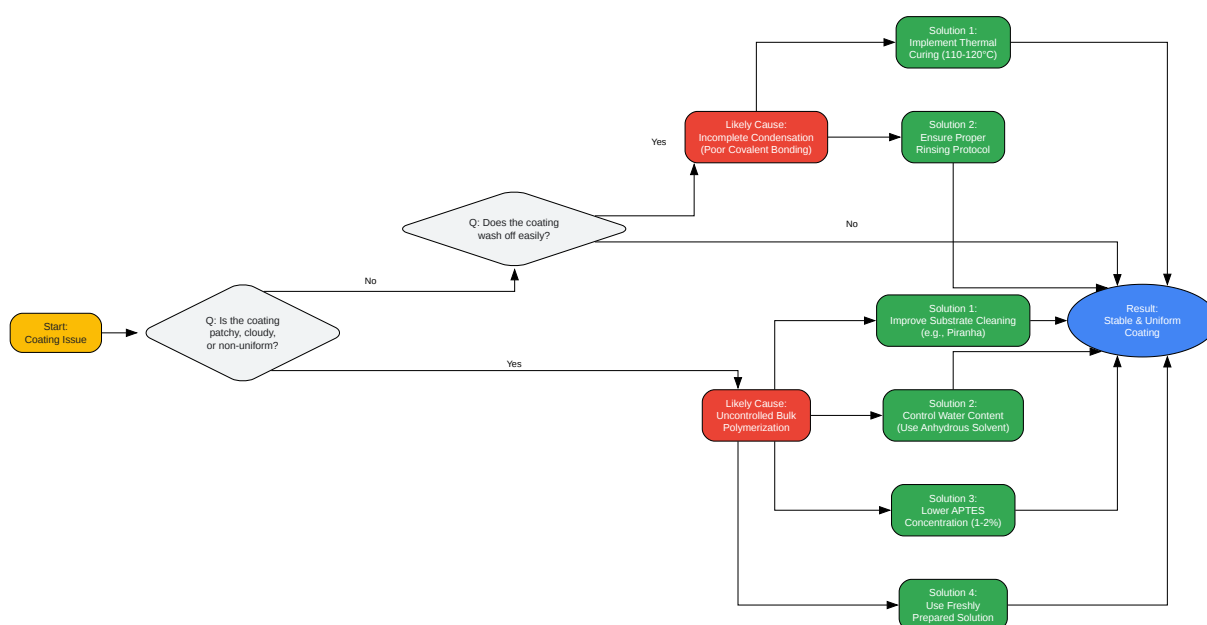 Solution 1:
Implement Thermal
Curing (110-120°C)
Likely Cause:
Incomplete Condensation
(Poor Covalent Bonding)
Solution 2:
Ensure Proper
Rinsing Protocol
Yes
Q: Does the coating
wash off easily?
No
No
Start:
Coating Issue
Q: Is the coating
patchy, cloudy,
or non-uniform?
Solution 1:
Improve Substrate Cleaning
(e.g., Piranha)
Result:
Stable & Uniform
Coating
Yes
Likely Cause:
Uncontrolled Bulk
Polymerization
Solution 2:
Control Water Content
(Use Anhydrous Solvent)
Solution 3:
Lower APTES
Concentration (1-2%)
Solution 4:
Use Freshly
Prepared Solution